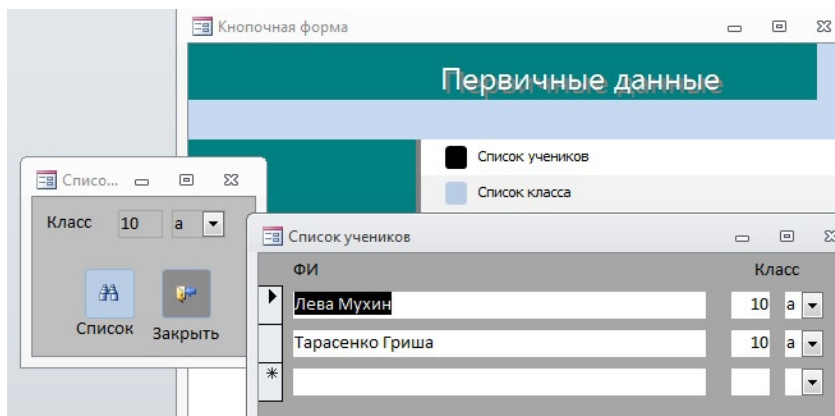 Кнопочная форма
Первичные данные
Список учеников
Список класса
Списо...
Класс 10 а
Список Закрыть
Список учеников
ФИ Класс
Лева Мухин 10 а
Тарасенко Гриша 10 а